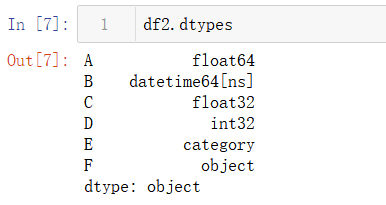 In [7]: 1 df2.dtypes
Out[7]: A float64
B datetime64[ns]
C float32
D int32
E category
F object
dtype: object